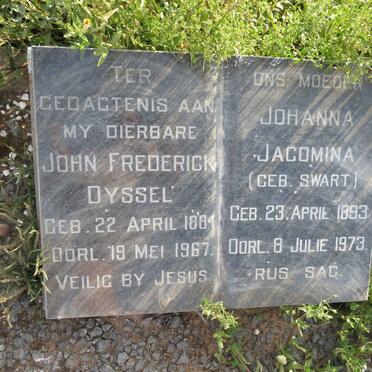 TER
GEDAGTENIS AAN
MY DIERBARE
JOHN FREDERICK
DYSSEL
GEB. 22 APRIL 1884
OORL. 19 MEI 1967.
VEILIG BY JESUS
ONS MOEDER
JOHANNA
JACOMINA
(GEB. SWART)
GEB. 23. APRIL 1893
OORL. 8 JULIE 1973.
RUS SAG.